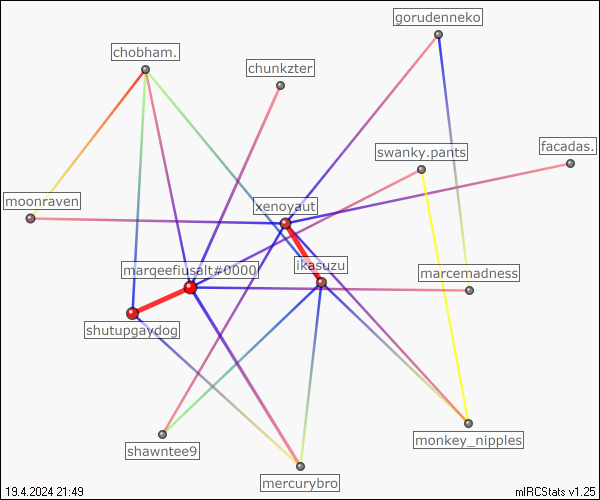 gorudenneko
chobham.
chunkzter
facadas.
swanky.pants
moonraven
xenoyaut
ikasuzu
marqeefiusalt#0000
marcemadness
shutupgaydog
monkey_nipples
shawntee9
mercurybro
19.4.2024 21:49
mIRCStats v1.25